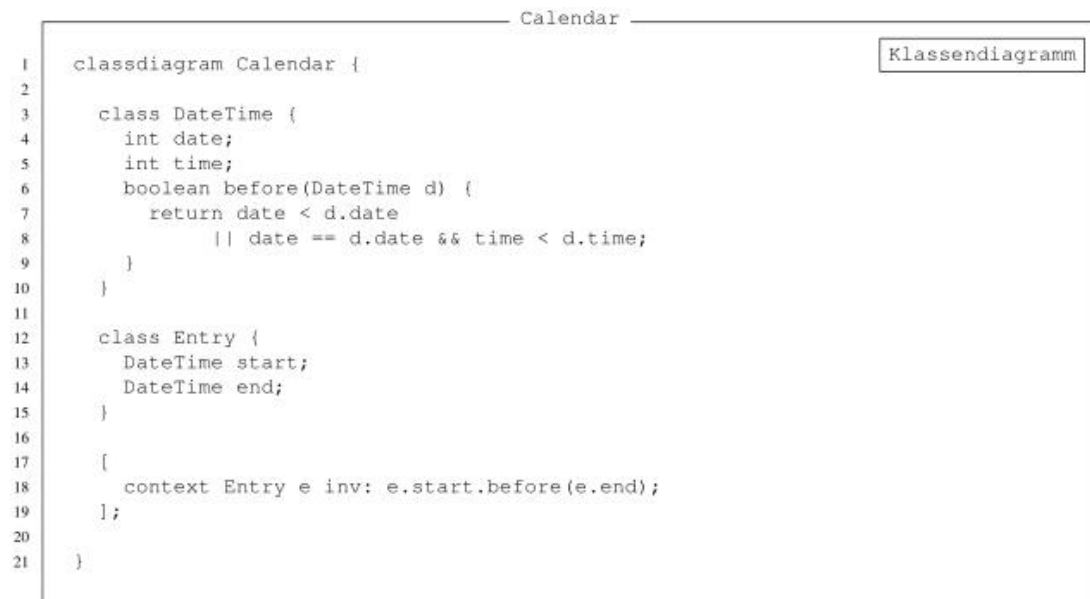 Calendar
Klassendiagramm
1 classdiagram Calendar {
2
3 class DateTime {
4 int date;
5 int time;
6 boolean before(DateTime d) {
7 return date < d.date
8 || date == d.date && time < d.time;
9 }
10 }
11
12 class Entry {
13 DateTime start;
14 DateTime end;
15 }
16
17 [
18 context Entry e inv: e.start.before(e.end);
19 ];
20
21 }